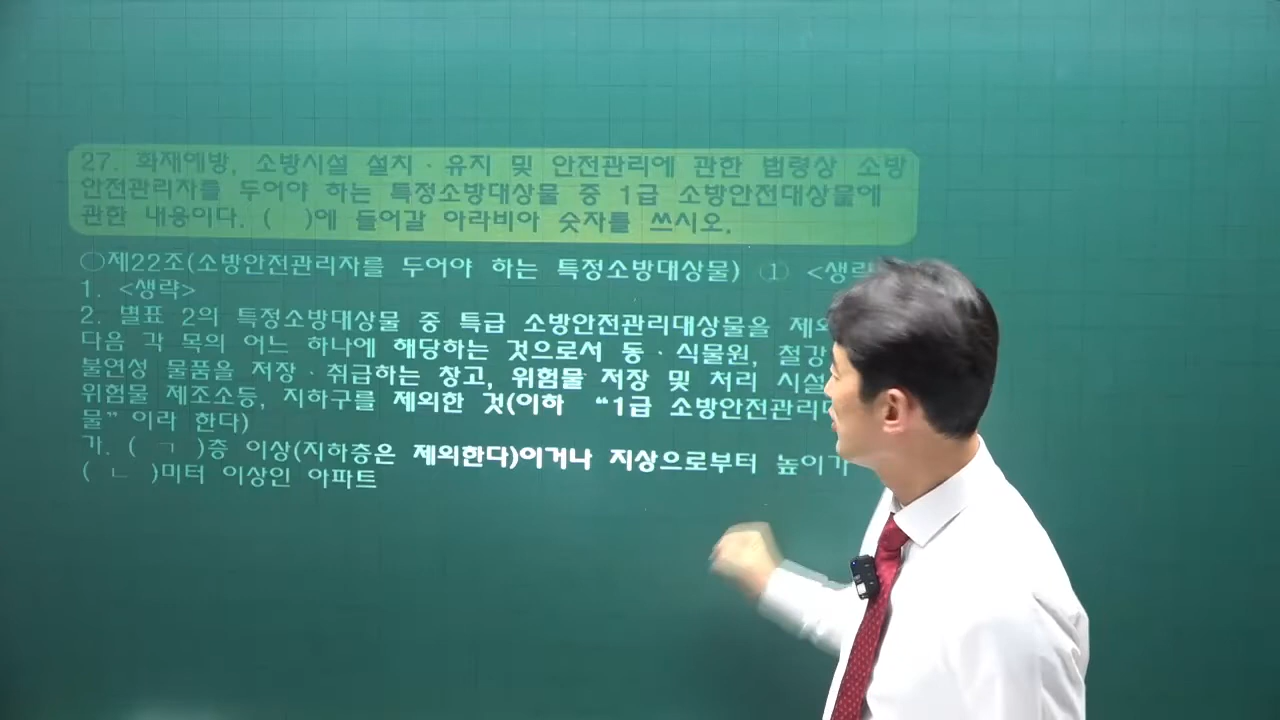 27. 화재예방, 소방시설 설치 · 유지 및 안전관리에 관한 법령상 소방
안전관리자를 두어야 하는 특정소방대상물 중 1급 소방안전대상물에
관한 내용이다. (   )에 들어갈 아라비아 숫자를 쓰시오.
○제22조(소방안전관리자를 두어야 하는 특정소방대상물) ① <생략
1. <생략>
2. 별표 2의 특정소방대상물 중 특급 소방안전관리대상물을 제외
다음 각 목의 어느 하나에 해당하는 것으로서 동 · 식물원, 철강
불연성 물품을 저장 · 취급하는 창고, 위험물 저장 및 처리 시설
위험물 제조소등, 지하구를 제외한 것(이하 “1급 소방안전관리
물” 이라 한다)
가. ( ㄱ )층 이상(지하층은 제외한다)이거나 지상으로부터 높이가
( ㄴ )미터 이상인 아파트